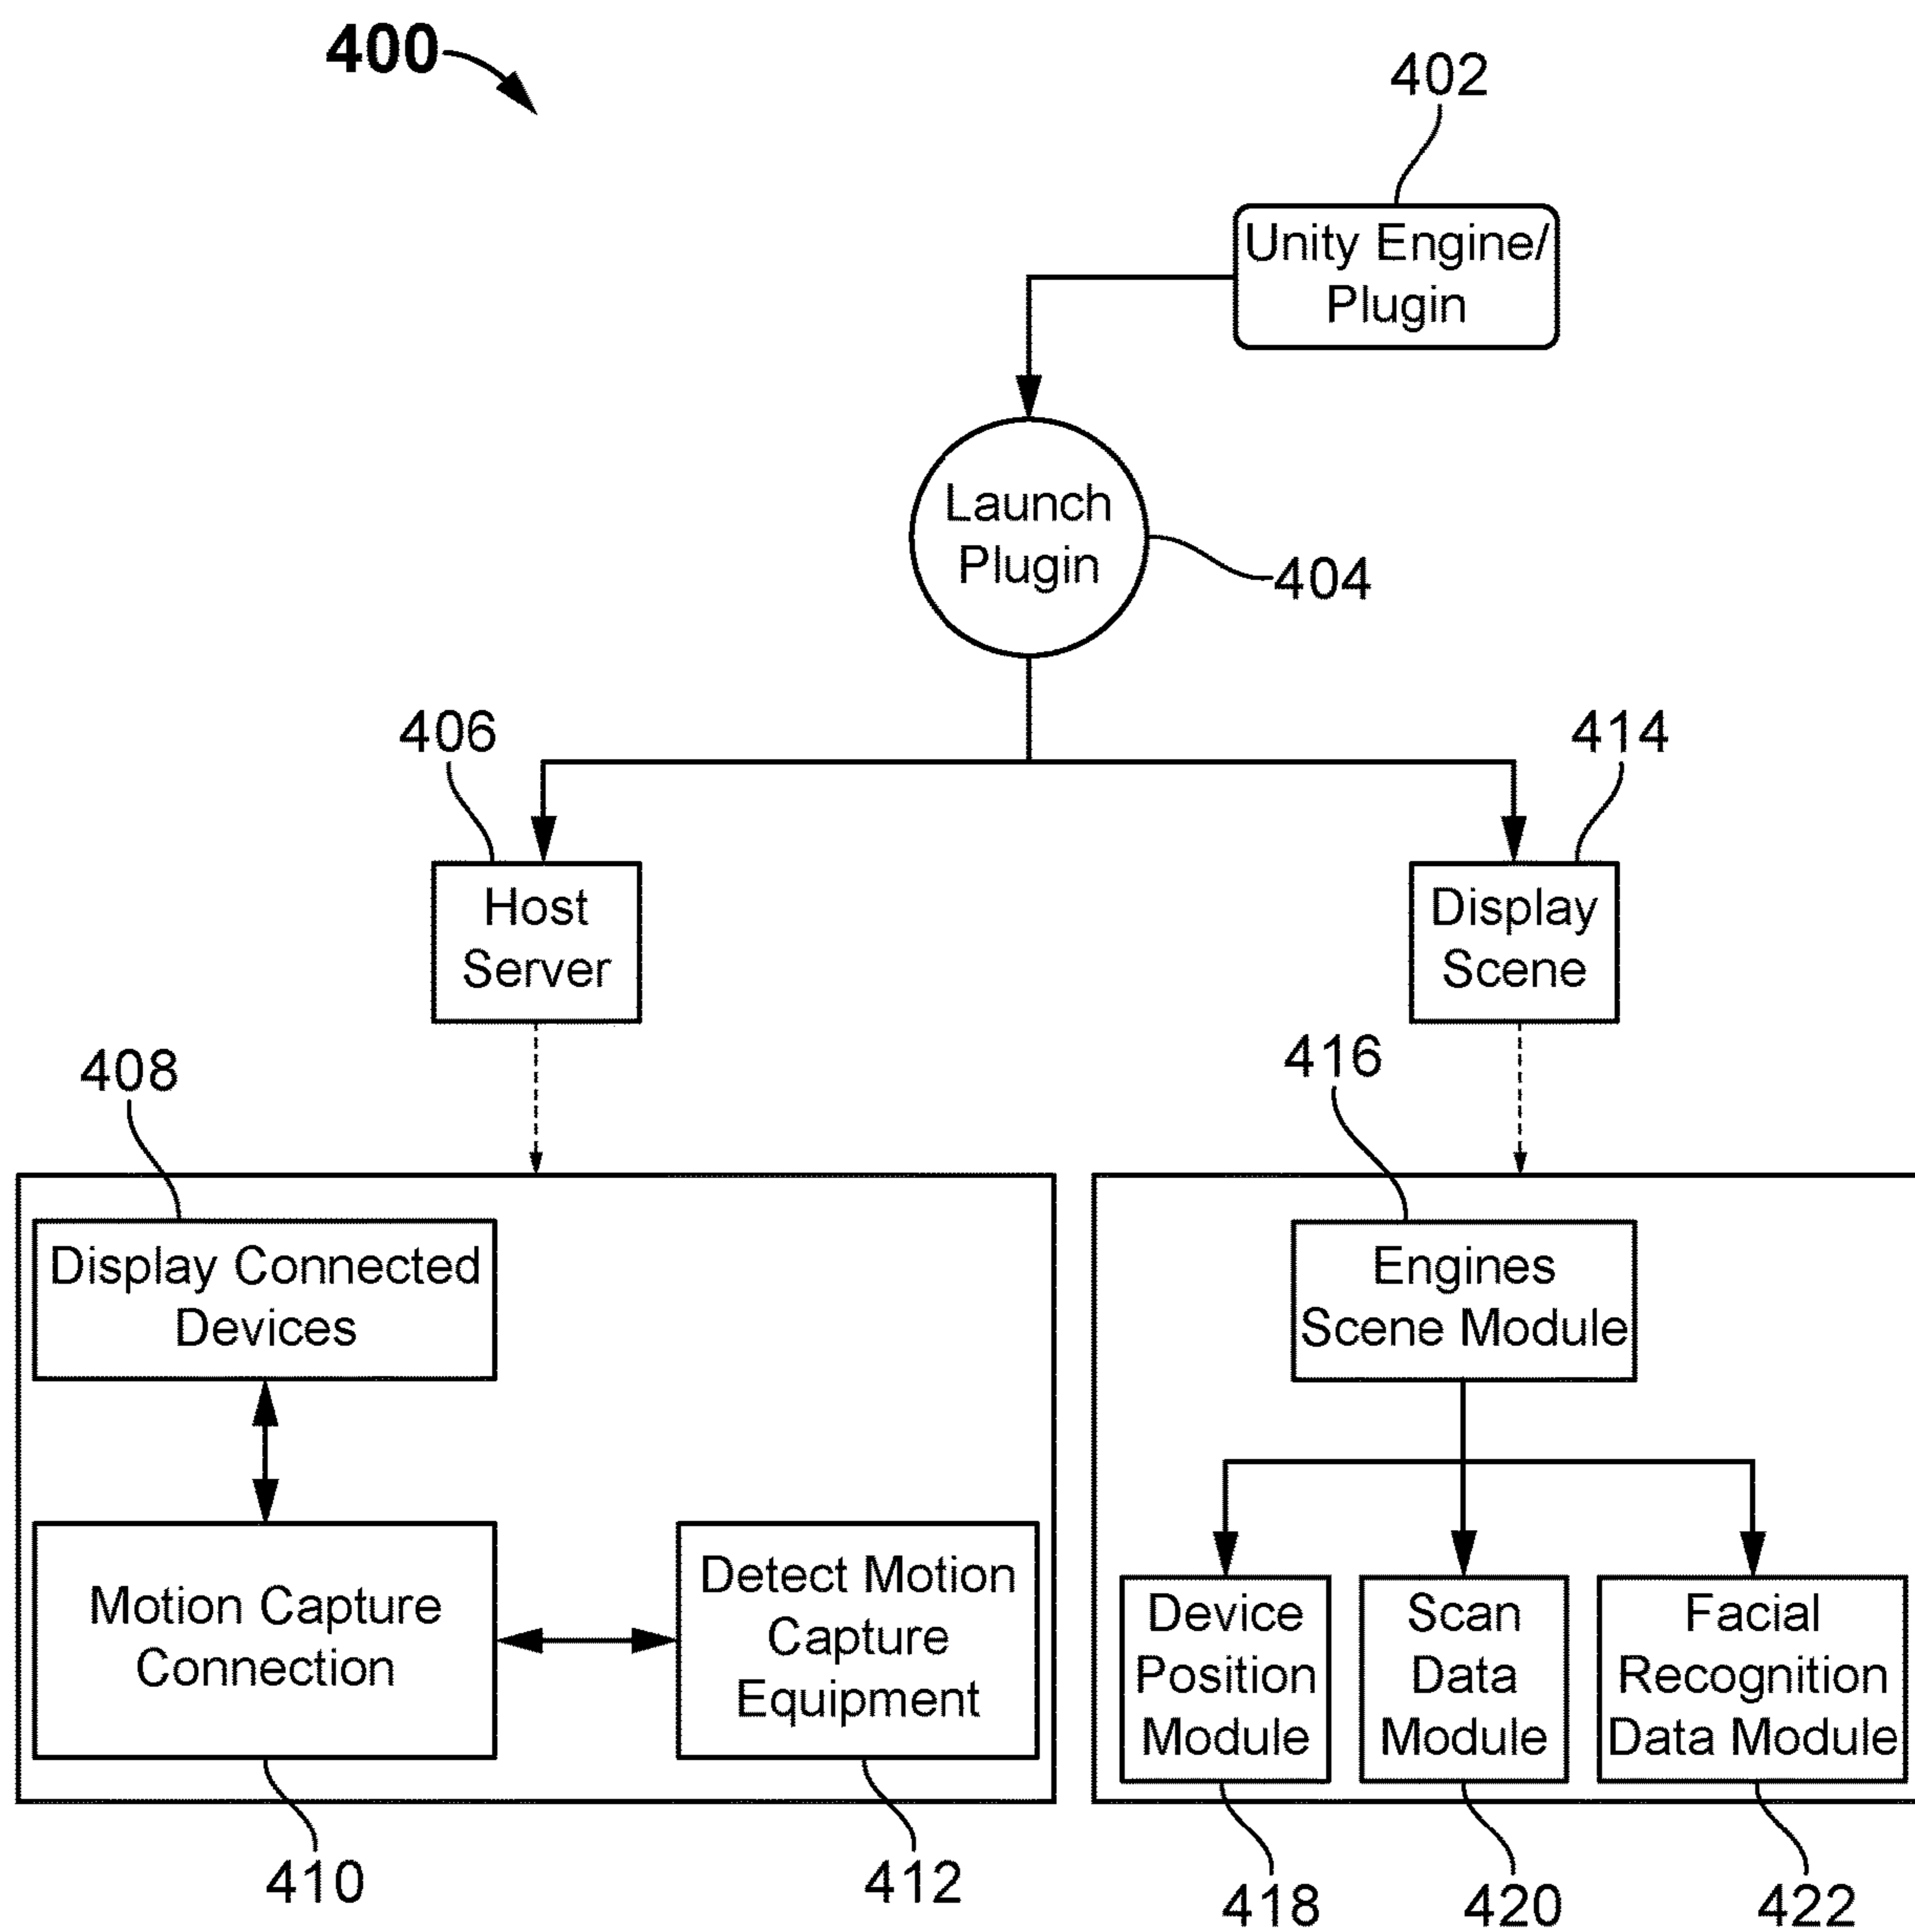 400
402
Unity Engine/
Plugin
Launch
Plugin
404
406
414
Host
Server
Display
Scene
408
416
Display Connected
Devices
Engines
Scene Module
Motion Capture
Connection
Detect Motion
Capture
Equipment
Device
Position
Module
Scan
Data
Module
Facial
Recognition
Data Module
410
412
418
420
422